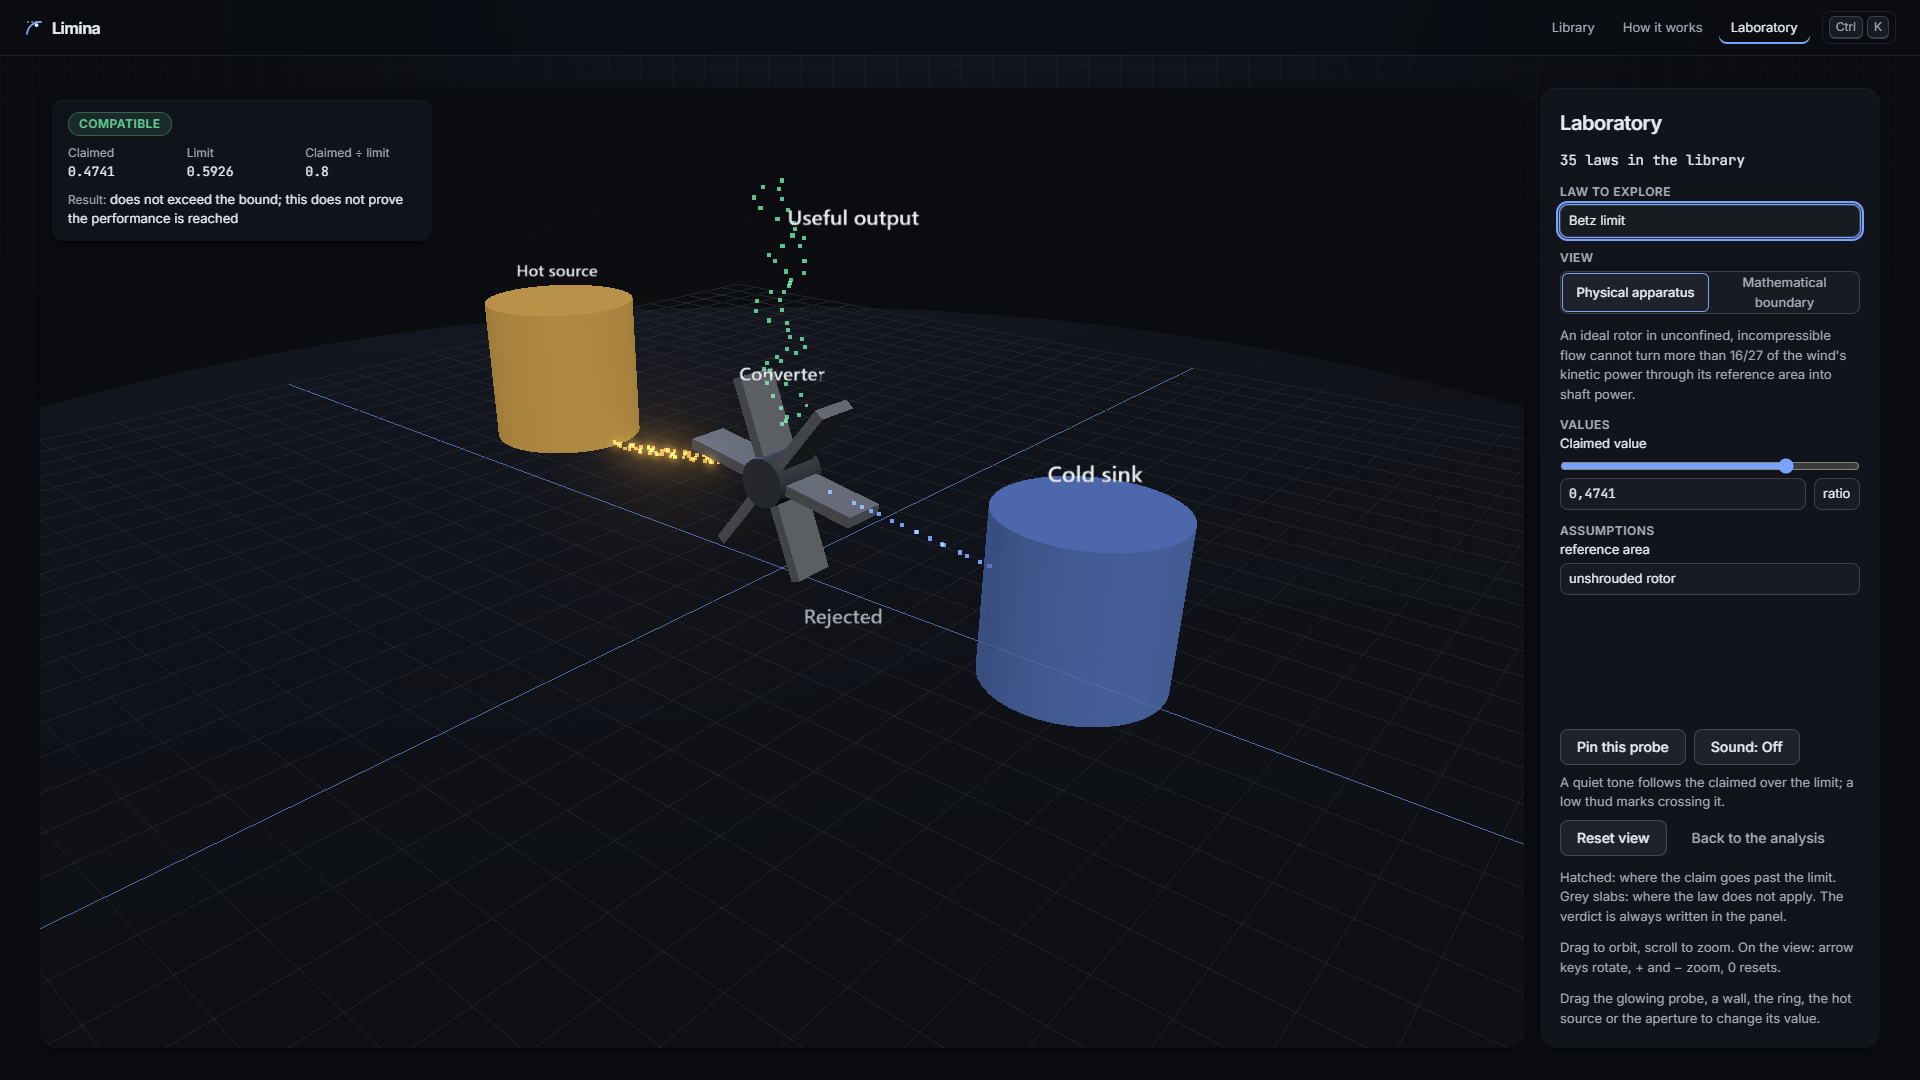 Limina
Library
How it works
Laboratory
Ctrl
K
COMPATIBLE
Claimed
Limit
Claimed ÷ limit
0.4741
0.5926
0.8
Result: does not exceed the bound; this does not prove
the performance is reached
Useful output
Hot source
Converter
Cold sink
Rejected
Laboratory
35 laws in the library
LAW TO EXPLORE
Betz limit
VIEW
Physical apparatus
Mathematical
boundary
An ideal rotor in unconfined, incompressible
flow cannot turn more than 16/27 of the wind's
kinetic power through its reference area into
shaft power.
VALUES
Claimed value
0,4741
ratio
ASSUMPTIONS
reference area
unshrouded rotor
Pin this probe
Sound: Off
A quiet tone follows the claimed over the limit; a
low thud marks crossing it.
Reset view
Back to the analysis
Hatched: where the claim goes past the limit.
Grey slabs: where the law does not apply. The
verdict is always written in the panel.
Drag to orbit, scroll to zoom. On the view: arrow
keys rotate, + and − zoom, 0 resets.
Drag the glowing probe, a wall, the ring, the hot
source or the aperture to change its value.